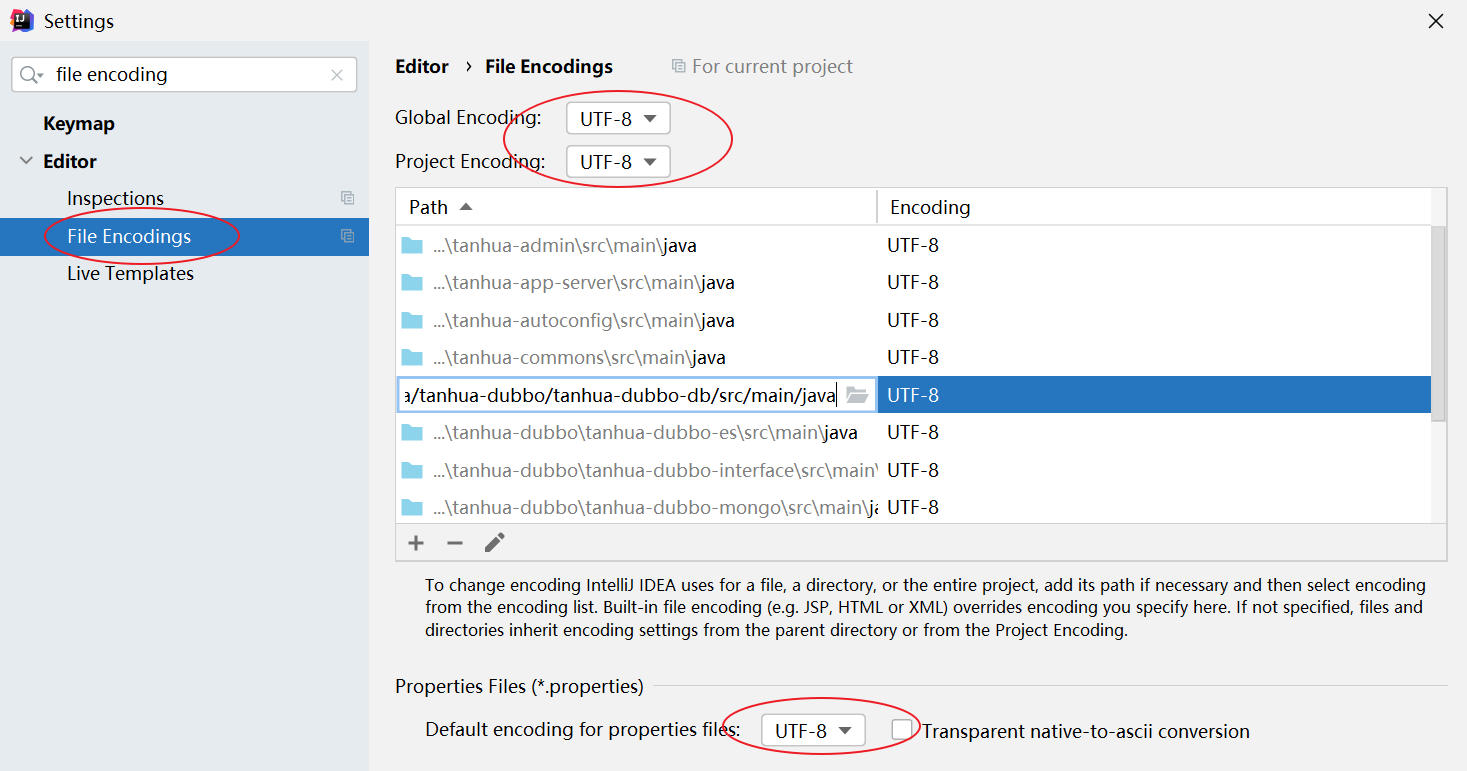 Settings
file encoding
Keymap
Editor
Inspections
File Encodings
Live Templates
Editor › File Encodings For current project
Global Encoding: UTF-8
Project Encoding: UTF-8
Path Encoding
...\tanhua-admin\src\main\java UTF-8
...\tanhua-app-server\src\main\java UTF-8
...\tanhua-autoconfig\src\main\java UTF-8
...\tanhua-commons\src\main\java UTF-8
a/tanhua-dubbo/tanhua-dubbo-db/src/main/java UTF-8
...\tanhua-dubbo\tanhua-dubbo-es\src\main\java UTF-8
...\tanhua-dubbo\tanhua-dubbo-interface\src\main\ UTF-8
...\tanhua-dubbo\tanhua-dubbo-mongo\src\main\ja UTF-8
To change encoding IntelliJ IDEA uses for a file, a directory, or the entire project, add its path if necessary and then select encoding
from the encoding list. Built-in file encoding (e.g. JSP, HTML or XML) overrides encoding you specify here. If not specified, files and
directories inherit encoding settings from the parent directory or from the Project Encoding.
Properties Files (*.properties)
Default encoding for properties files: UTF-8 Transparent native-to-ascii conversion